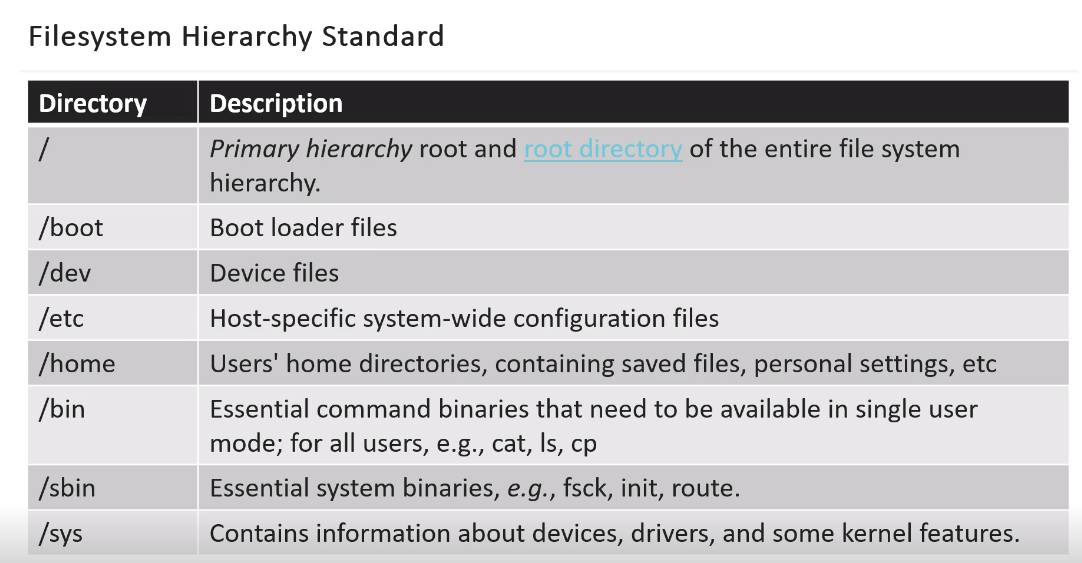 Filesystem Hierarchy Standard
Directory Description
/ Primary hierarchy root and root directory of the entire file system
hierarchy.
/boot Boot loader files
/dev Device files
/etc Host-specific system-wide configuration files
/home Users' home directories, containing saved files, personal settings, etc
/bin Essential command binaries that need to be available in single user
mode; for all users, e.g., cat, ls, cp
/sbin Essential system binaries, e.g., fsck, init, route.
/sys Contains information about devices, drivers, and some kernel features.